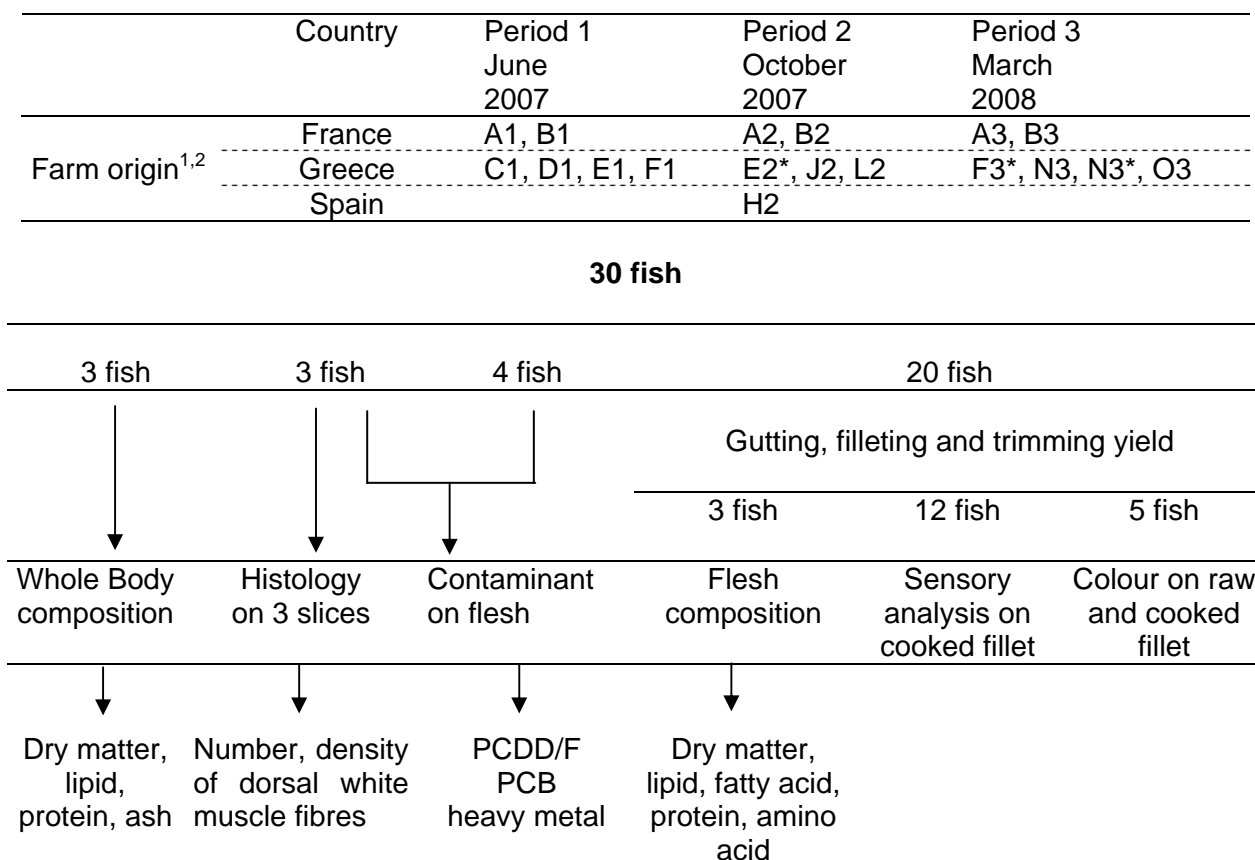 Country Period 1 Period 2 Period 3
June October March
2007 2007 2008
France A1, B1 A2, B2 A3, B3
Farm origin1,2 Greece C1, D1, E1, F1 E2*, J2, L2 F3*, N3, N3*, O3
Spain H2
30 fish
3 fish 3 fish 4 fish 20 fish
Gutting, filleting and trimming yield
3 fish 12 fish 5 fish
Whole Body Histology Contaminant Flesh Sensory Colour on raw
composition on 3 slices on flesh composition analysis on and cooked
cooked fillet fillet
Dry matter, Number, density PCDD/F Dry matter,
lipid, of dorsal white PCB lipid, fatty acid,
protein, ash muscle fibres heavy metal protein, amino
acid